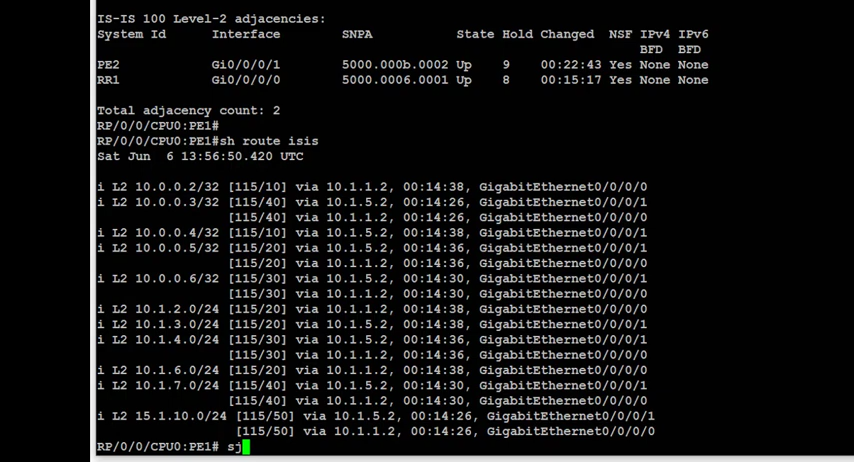 IS-IS 100 Level-2 adjacencies:
System Id      Interface        SNPA           State Hold Changed  NSF IPv4 IPv6
                                                                       BFD  BFD
PE2            Gi0/0/0/1        5000.000b.0002 Up    9    00:22:43 Yes None None
RR1            Gi0/0/0/0        5000.0006.0001 Up    8    00:15:17 Yes None None
Total adjacency count: 2
RP/0/0/CPU0:PE1#
RP/0/0/CPU0:PE1#sh route isis
Sat Jun  6 13:56:50.420 UTC
i L2 10.0.0.2/32 [115/10] via 10.1.1.2, 00:14:38, GigabitEthernet0/0/0/0
i L2 10.0.0.3/32 [115/40] via 10.1.5.2, 00:14:26, GigabitEthernet0/0/0/1
                 [115/40] via 10.1.1.2, 00:14:26, GigabitEthernet0/0/0/0
i L2 10.0.0.4/32 [115/10] via 10.1.5.2, 00:14:38, GigabitEthernet0/0/0/1
i L2 10.0.0.5/32 [115/20] via 10.1.5.2, 00:14:36, GigabitEthernet0/0/0/1
                 [115/20] via 10.1.1.2, 00:14:36, GigabitEthernet0/0/0/0
i L2 10.0.0.6/32 [115/30] via 10.1.5.2, 00:14:30, GigabitEthernet0/0/0/1
                 [115/30] via 10.1.1.2, 00:14:30, GigabitEthernet0/0/0/0
i L2 10.1.2.0/24 [115/20] via 10.1.1.2, 00:14:38, GigabitEthernet0/0/0/0
i L2 10.1.3.0/24 [115/20] via 10.1.5.2, 00:14:38, GigabitEthernet0/0/0/1
i L2 10.1.4.0/24 [115/30] via 10.1.5.2, 00:14:36, GigabitEthernet0/0/0/1
                 [115/30] via 10.1.1.2, 00:14:36, GigabitEthernet0/0/0/0
i L2 10.1.6.0/24 [115/20] via 10.1.1.2, 00:14:38, GigabitEthernet0/0/0/0
i L2 10.1.7.0/24 [115/40] via 10.1.5.2, 00:14:30, GigabitEthernet0/0/0/1
                 [115/40] via 10.1.1.2, 00:14:30, GigabitEthernet0/0/0/0
i L2 15.1.10.0/24 [115/50] via 10.1.5.2, 00:14:26, GigabitEthernet0/0/0/1
                  [115/50] via 10.1.1.2, 00:14:26, GigabitEthernet0/0/0/0
RP/0/0/CPU0:PE1# sj